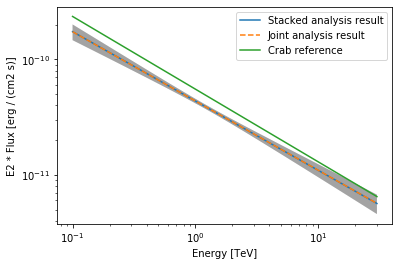 Stacked analysis result
Joint analysis result
Crab reference
10⁻¹⁰
10⁻¹¹
E2 * Flux [erg / (cm2 s)]
10⁻¹
10⁰
10¹
Energy [TeV]